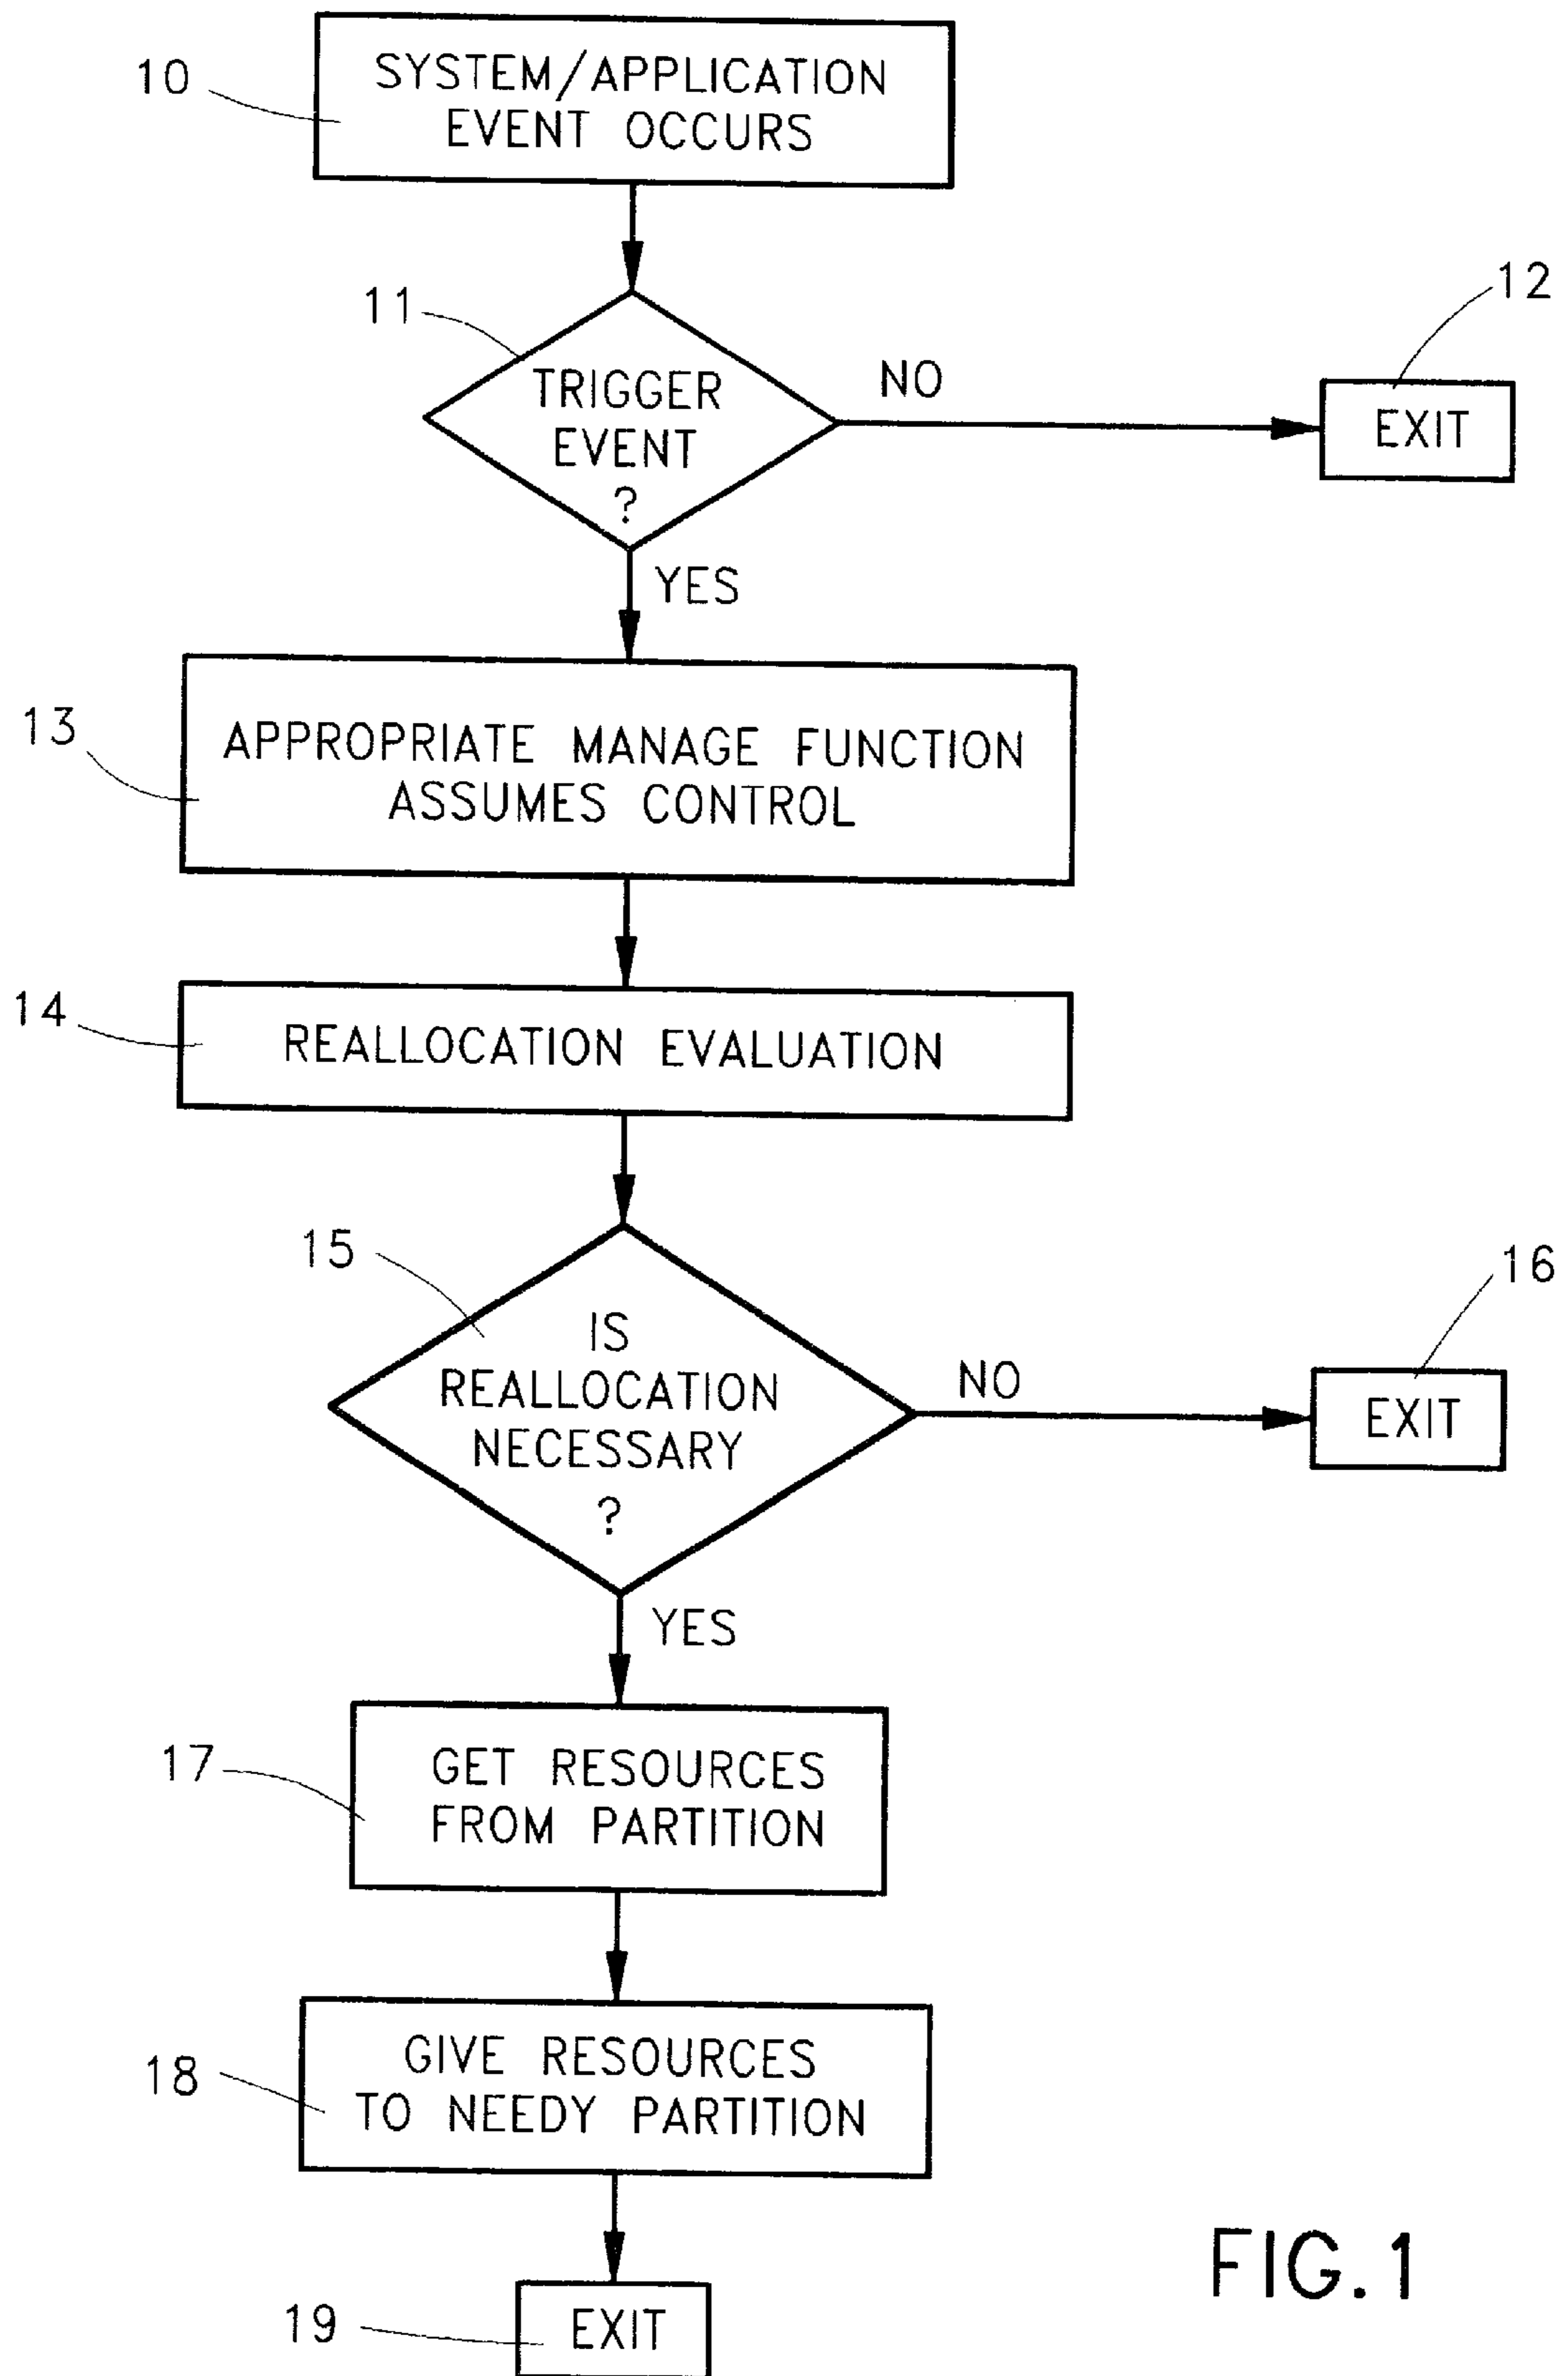 10
SYSTEM/APPLICATION
EVENT OCCURS
11
TRIGGER
EVENT
?
NO
12
EXIT
YES
13
APPROPRIATE MANAGE FUNCTION
ASSUMES CONTROL
14
REALLOCATION EVALUATION
15
IS
REALLOCATION
NECESSARY
?
NO
16
EXIT
YES
17
GET RESOURCES
FROM PARTITION
18
GIVE RESOURCES
TO NEEDY PARTITION
19
EXIT
FIG. 1